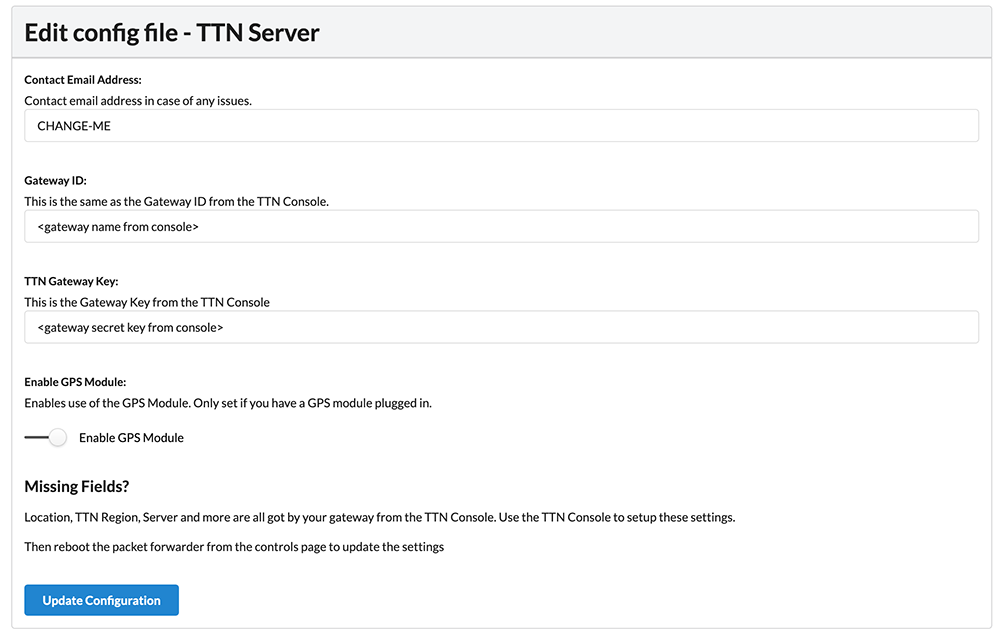 Edit config file - TTN Server
Contact Email Address:
Contact email address in case of any issues.
CHANGE-ME
Gateway ID:
This is the same as the Gateway ID from the TTN Console.
<gateway name from console>
TTN Gateway Key:
This is the Gateway Key from the TTN Console
<gateway secret key from console>
Enable GPS Module:
Enables use of the GPS Module. Only set if you have a GPS module plugged in.
Enable GPS Module
Missing Fields?
Location, TTN Region, Server and more are all got by your gateway from the TTN Console. Use the TTN Console to setup these settings.
Then reboot the packet forwarder from the controls page to update the settings
Update Configuration